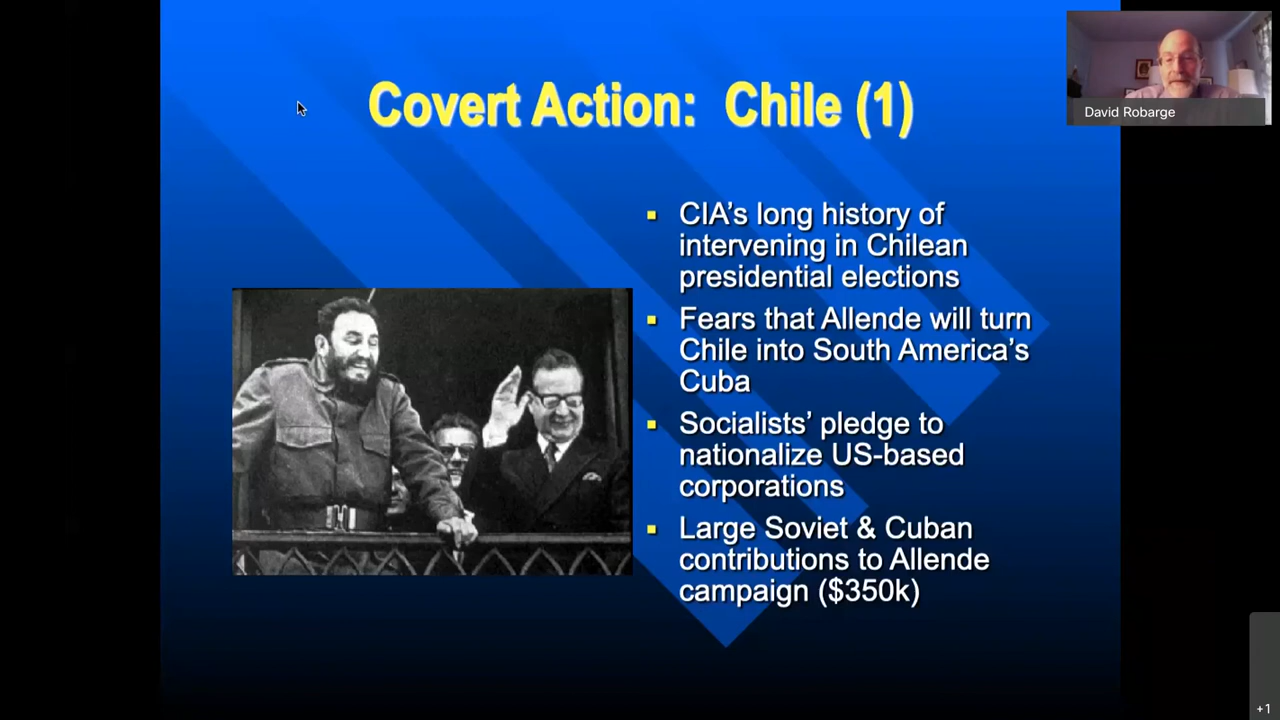 Covert Action: Chile (1)
David Robarge
CIA's long history of
intervening in Chilean
presidential elections
Fears that Allende will turn
Chile into South America's
Cuba
Socialists' pledge to
nationalize US-based
corporations
Large Soviet & Cuban
contributions to Allende
campaign ($350k)
+1